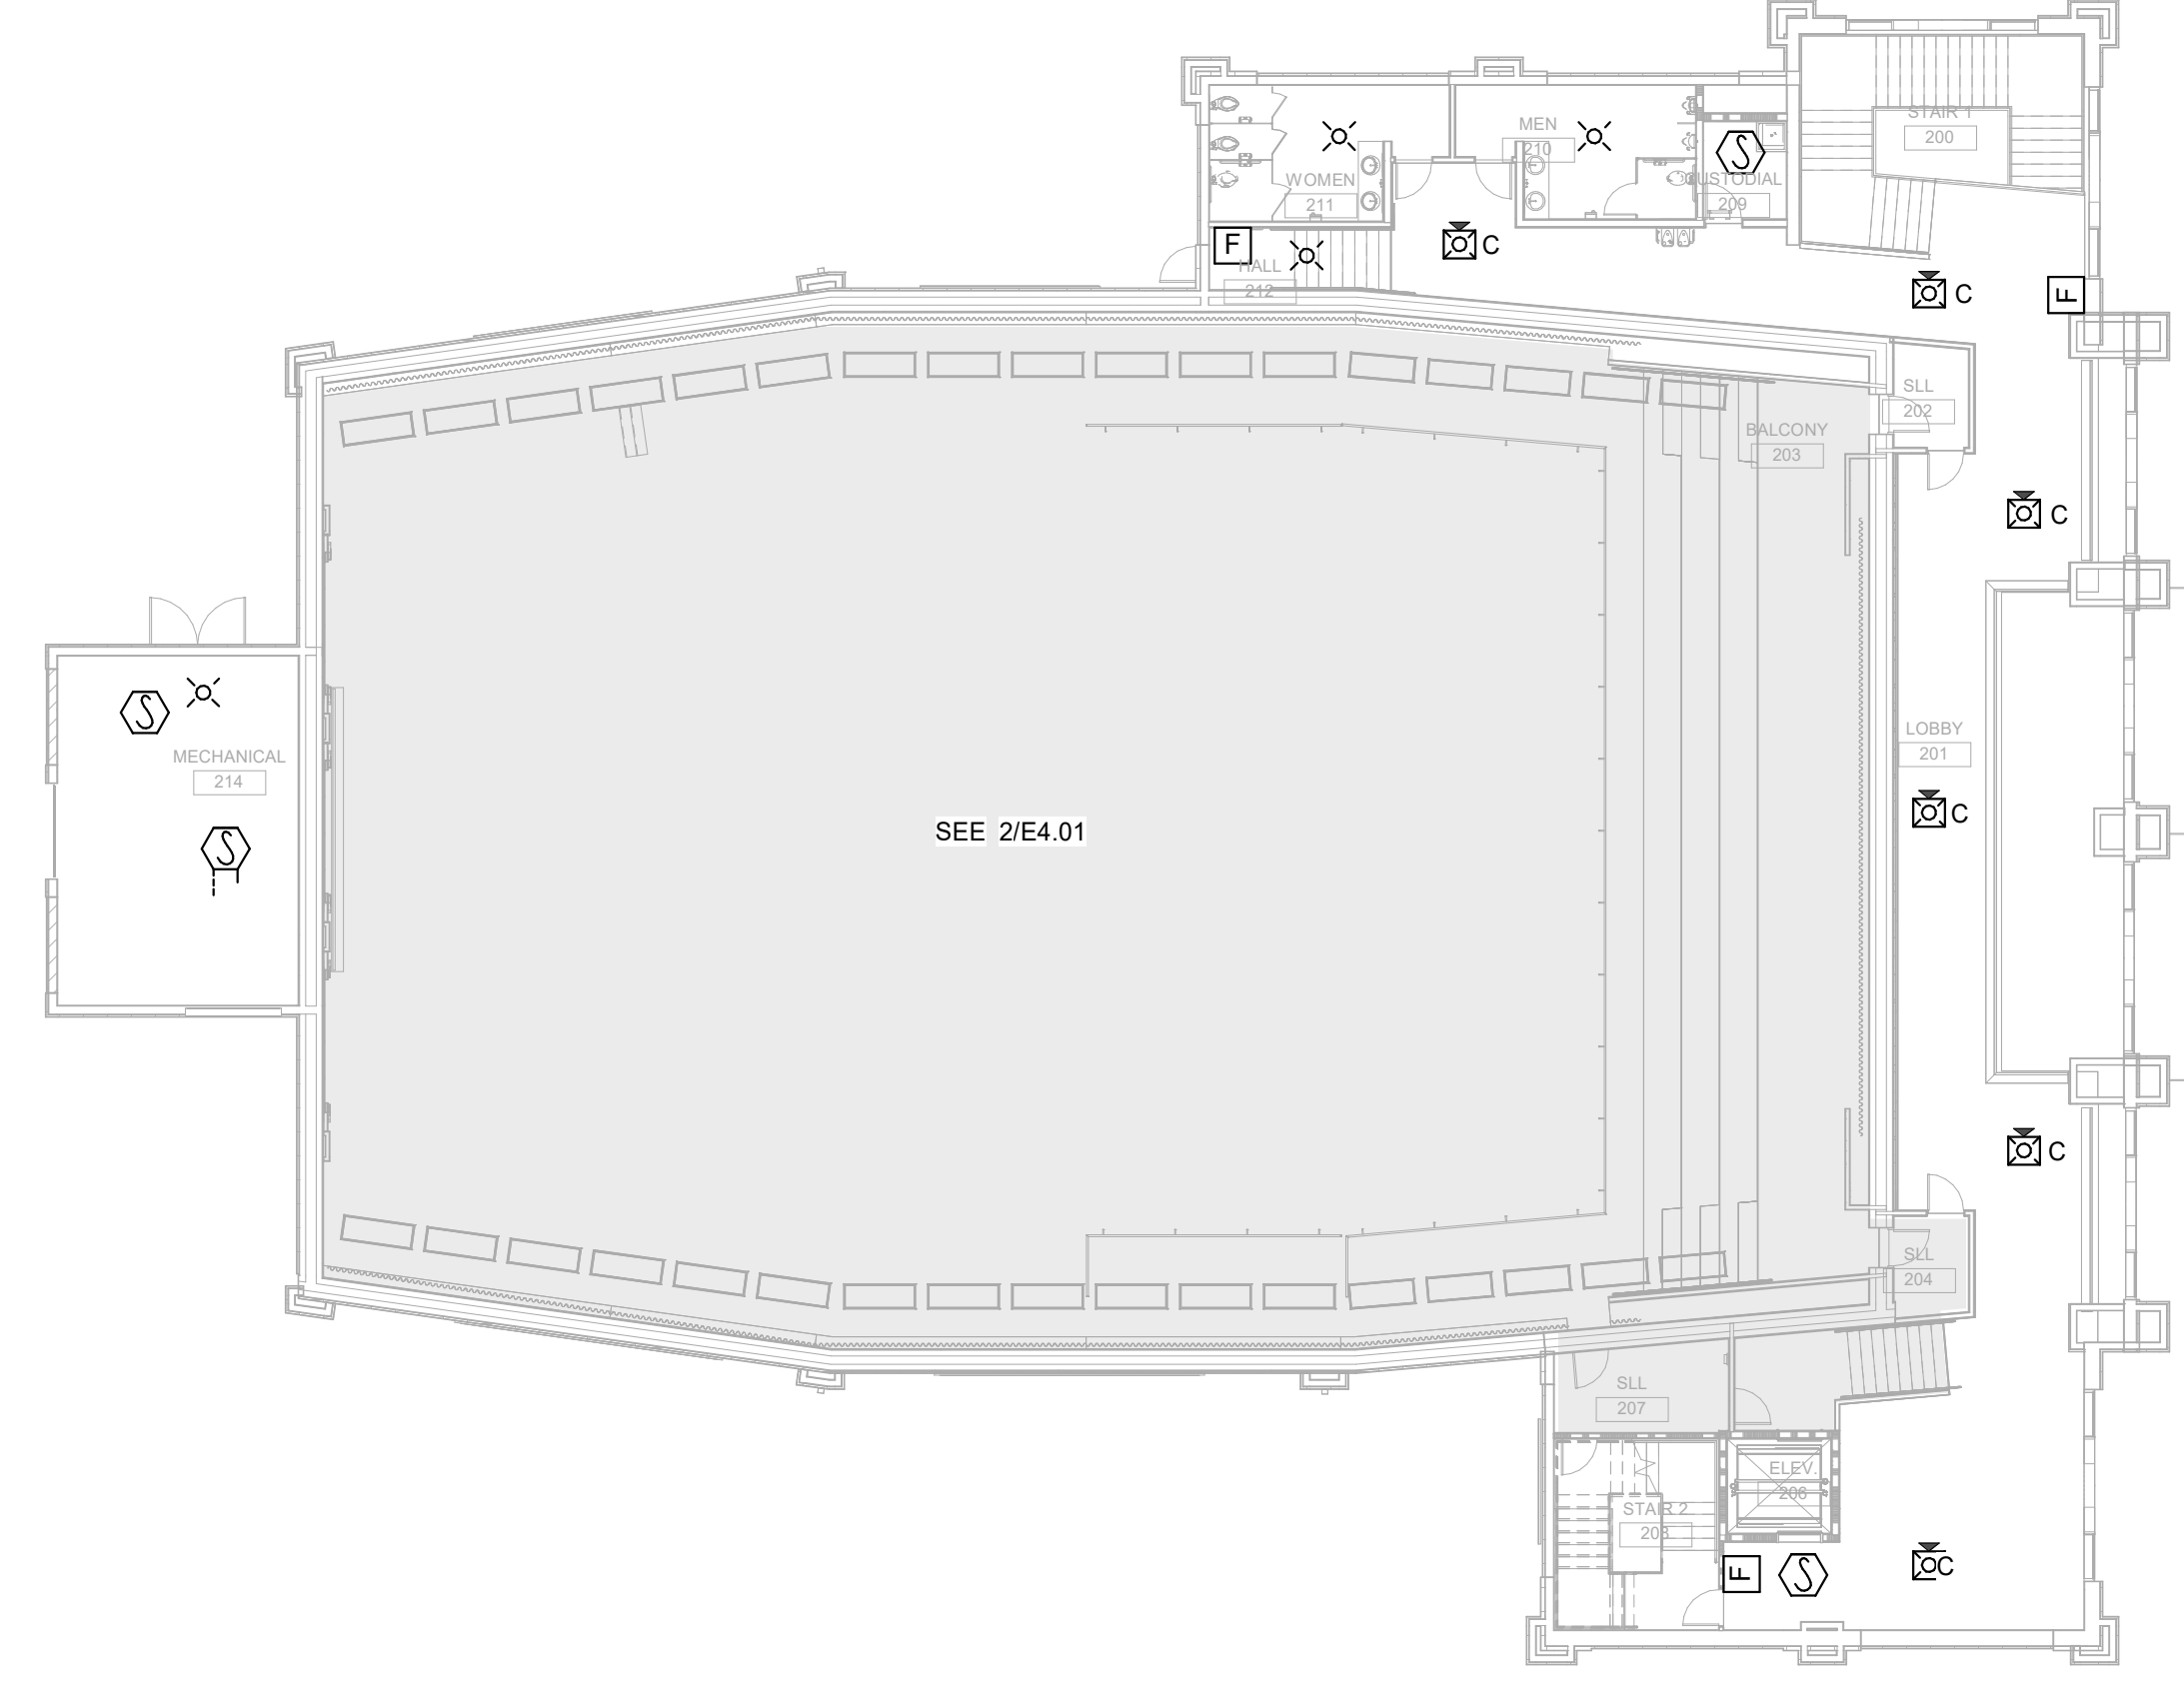 STAIR 1
200
MEN
210
WOMEN
211
CUSTODIAL
209
S
F
HALL
212
C
C
F
SLL
202
BALCONY
203
C
S
MECHANICAL
214
LOBBY
201
SEE 2/E4.01
C
S
C
SLL
204
SLL
207
ELEV.
206
STAIR 2
208
F
S
C